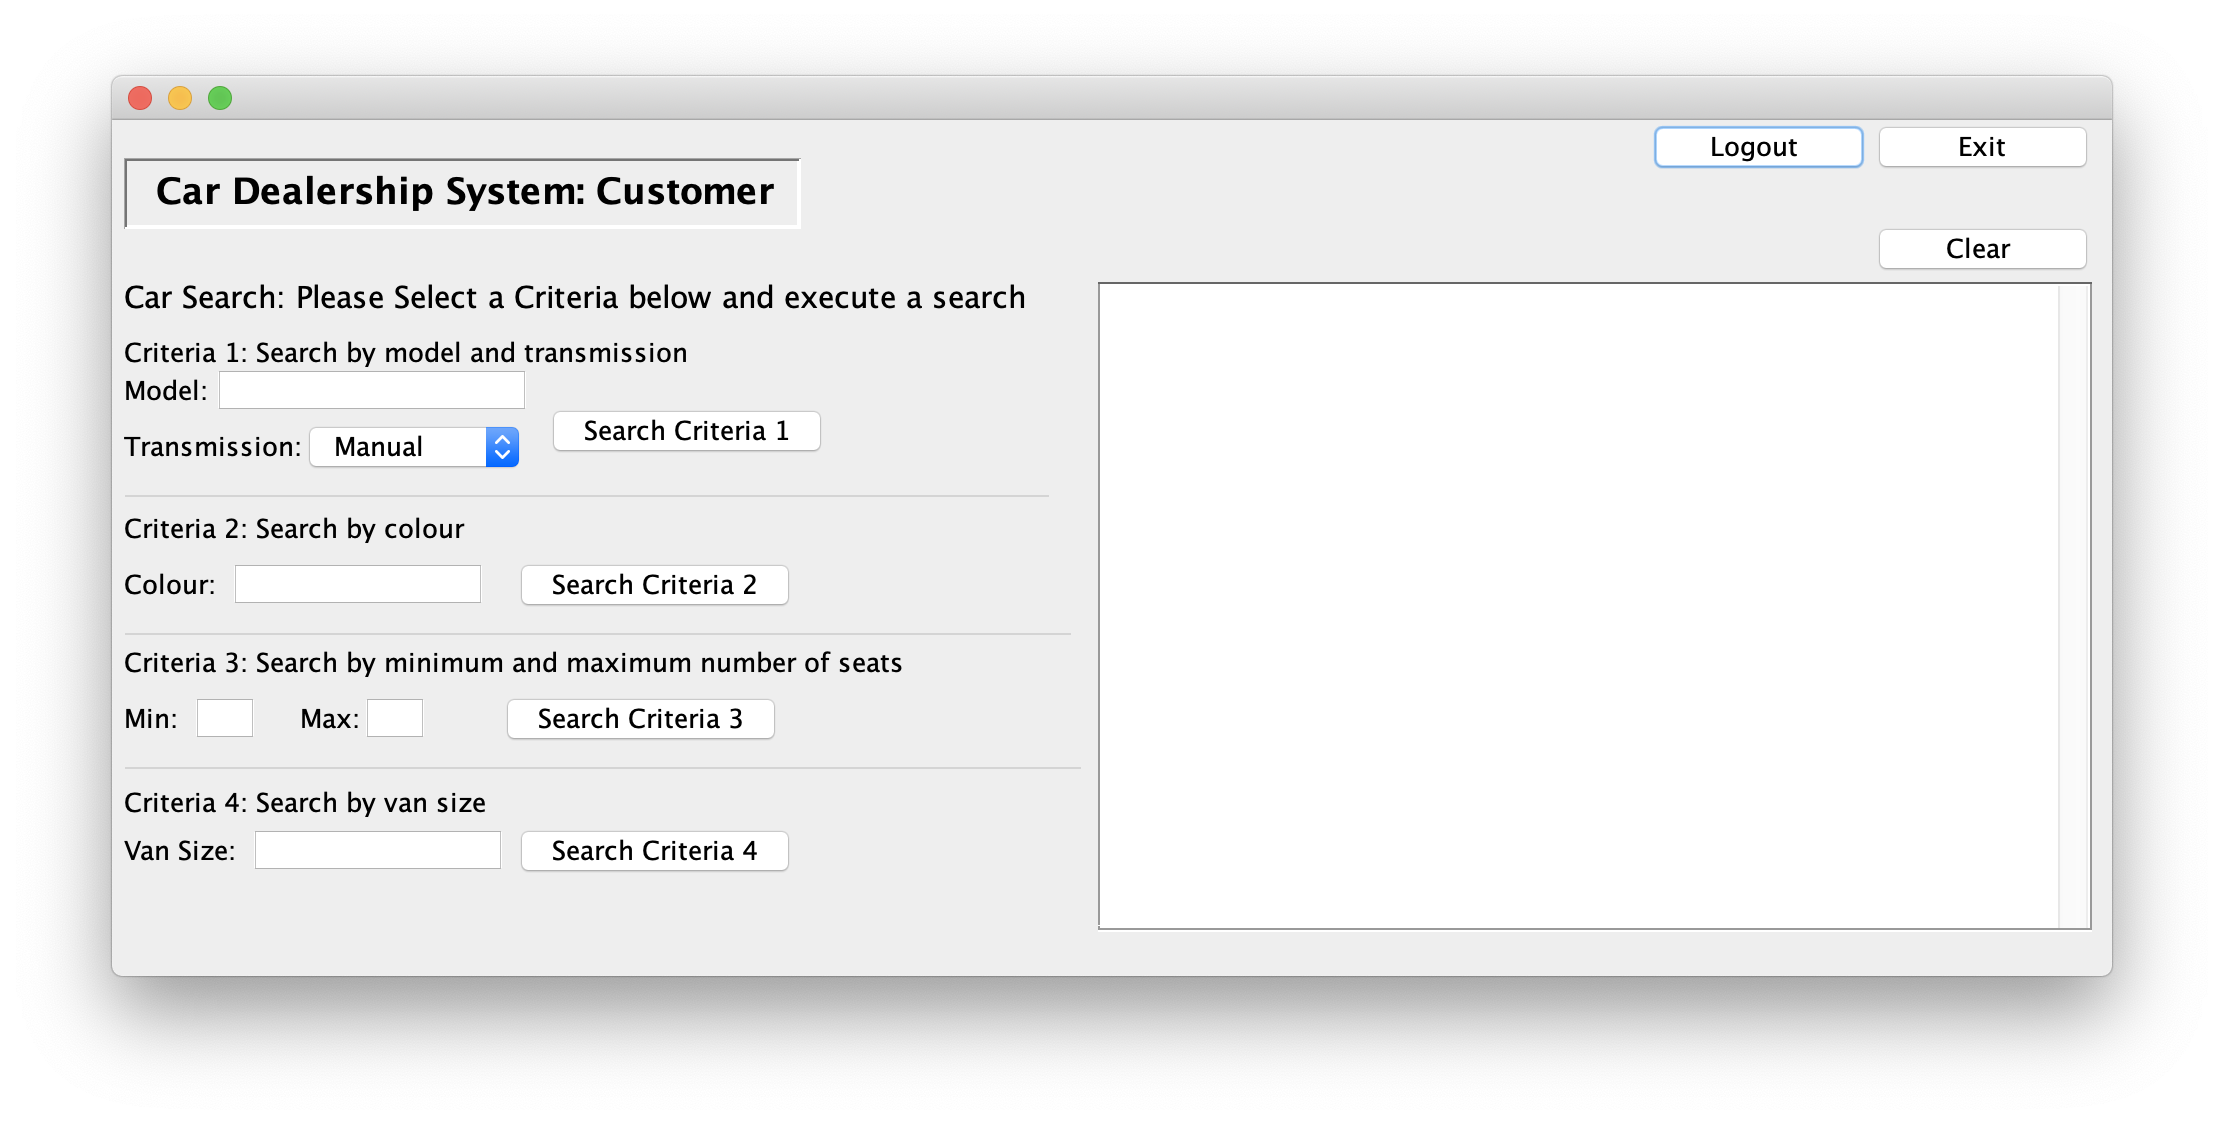 Logout Exit
Car Dealership System: Customer
Clear
Car Search: Please Select a Criteria below and execute a search
Criteria 1: Search by model and transmission
Model:
Search Criteria 1
Transmission: Manual
Criteria 2: Search by colour
Colour: Search Criteria 2
Criteria 3: Search by minimum and maximum number of seats
Min: Max: Search Criteria 3
Criteria 4: Search by van size
Van Size: Search Criteria 4